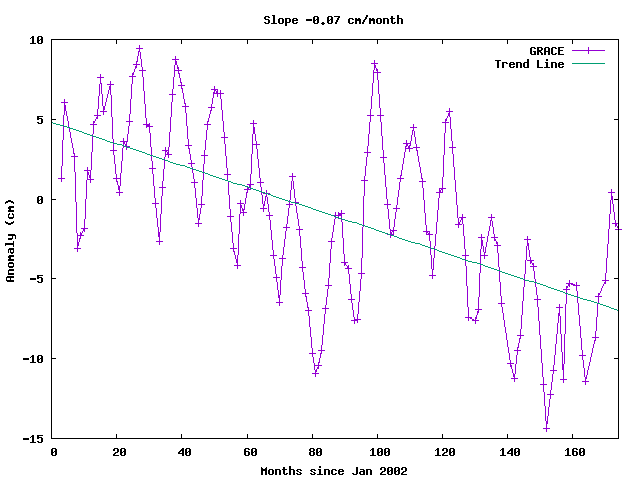 Slope -0.07 cm/month
GRACE
Trend Line
10
5
0
-5
-10
-15
Anomaly (cm)
0 20 40 60 80 100 120 140 160
Months since Jan 2002